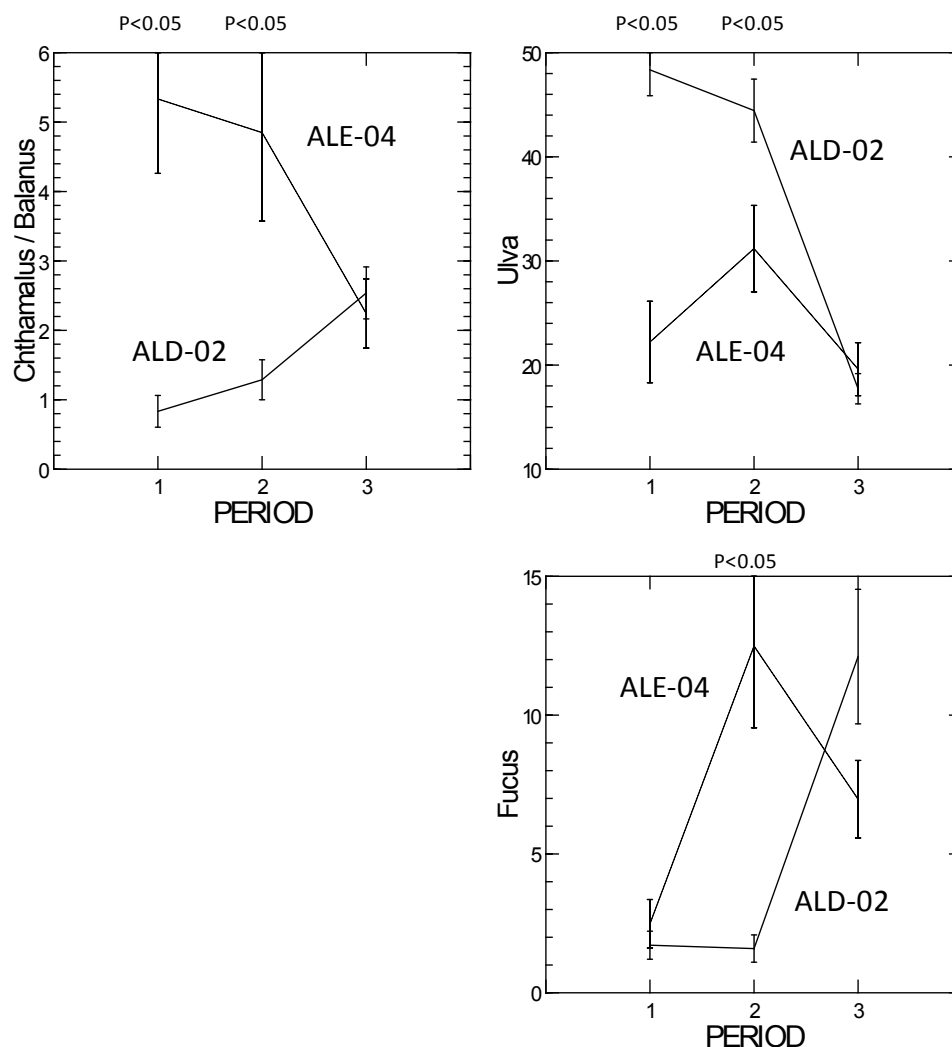 P<0.05 P<0.05
6
5
4
3
2
1
0
Chthamalus / Balanus
ALE-04
ALD-02
1 2 3
PERIOD
P<0.05 P<0.05
50
40
30
20
10
Ulva
ALD-02
ALE-04
1 2 3
PERIOD
P<0.05
15
10
5
0
Fucus
ALE-04
ALD-02
1 2 3
PERIOD